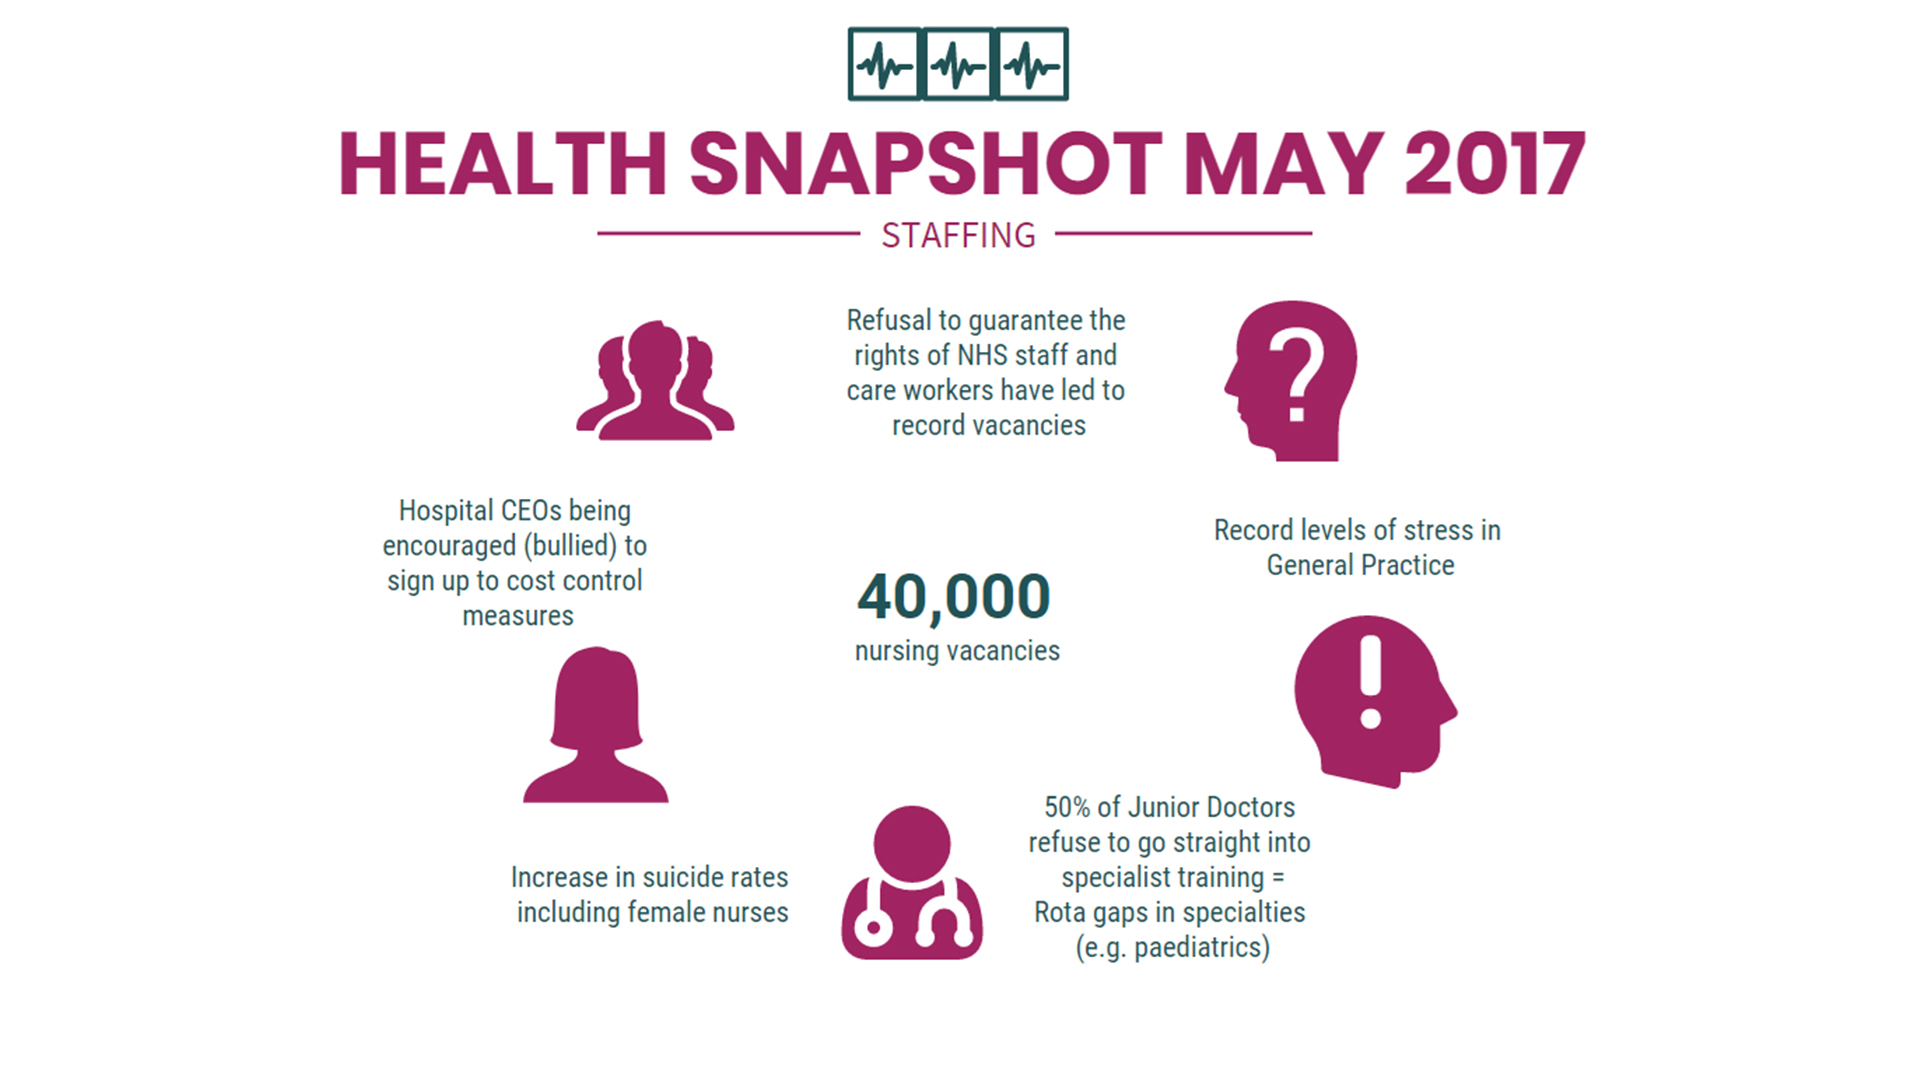 HEALTH SNAPSHOT MAY 2017
STAFFING
Refusal to guarantee the
rights of NHS staff and
care workers have led to
record vacancies
Hospital CEOs being
encouraged (bullied) to
sign up to cost control
measures
Record levels of stress in
General Practice
40,000
nursing vacancies
Increase in suicide rates
including female nurses
50% of Junior Doctors
refuse to go straight into
specialist training =
Rota gaps in specialties
(e.g. paediatrics)